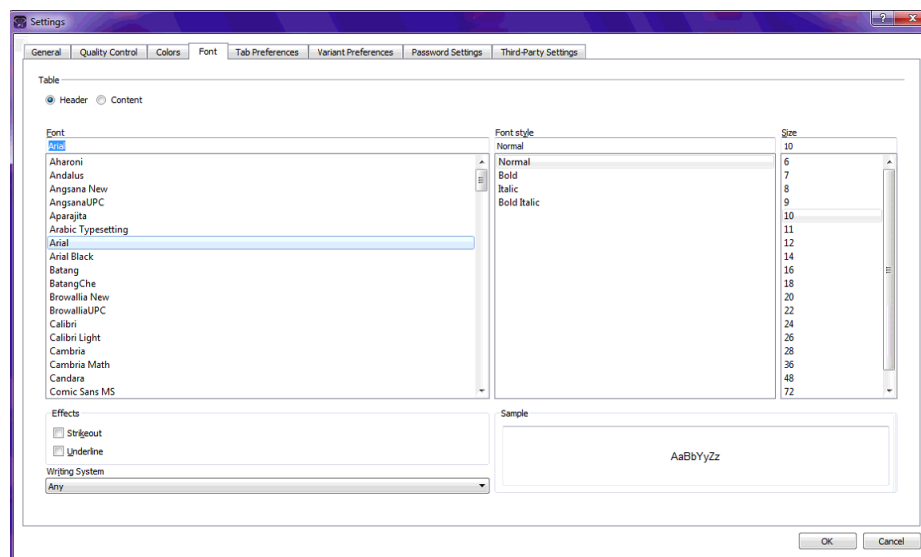 Settings
General Quality Control Colors Font Tab Preferences Variant Preferences Password Settings Third-Party Settings
Table
Header Content
Font Font style Size
Arial Normal 10
Aharoni Normal 6
Andalus Bold 7
Angsana New Italic 8
AngsanaUPC Bold Italic 9
Aparajita 10
Arabic Typesetting 11
Arial 12
Arial Black 14
Batang 16
BatangChe 18
Browallia New 20
BrowalliaUPC 22
Calibri 24
Calibri Light 26
Cambria 28
Cambria Math 36
Candara 48
Comic Sans MS 72
Effects Sample
Strikeout
Underline AaBbYyZz
Writing System
Any
OK Cancel